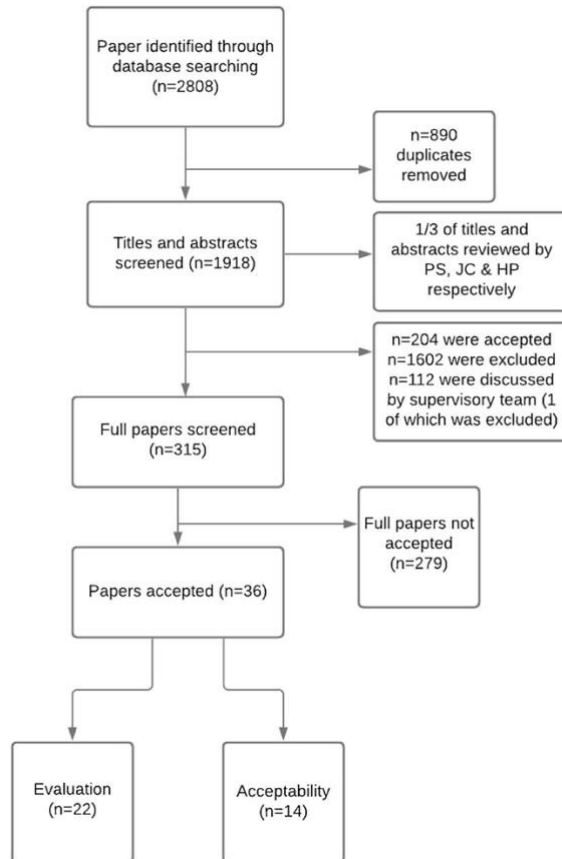 Paper identified through
database searching
(n=2808)
n=890
duplicates
removed
Titles and abstracts
screened (n=1918)
1/3 of titles and
abstracts reviewed by
PS, JC & HP
respectively
n=204 were accepted
n=1602 were excluded
n=112 were discussed
by supervisory team (1
of which was excluded)
Full papers screened
(n=315)
Full papers not
accepted
(n=279)
Papers accepted (n=36)
Evaluation
(n=22)
Acceptability
(n=14)